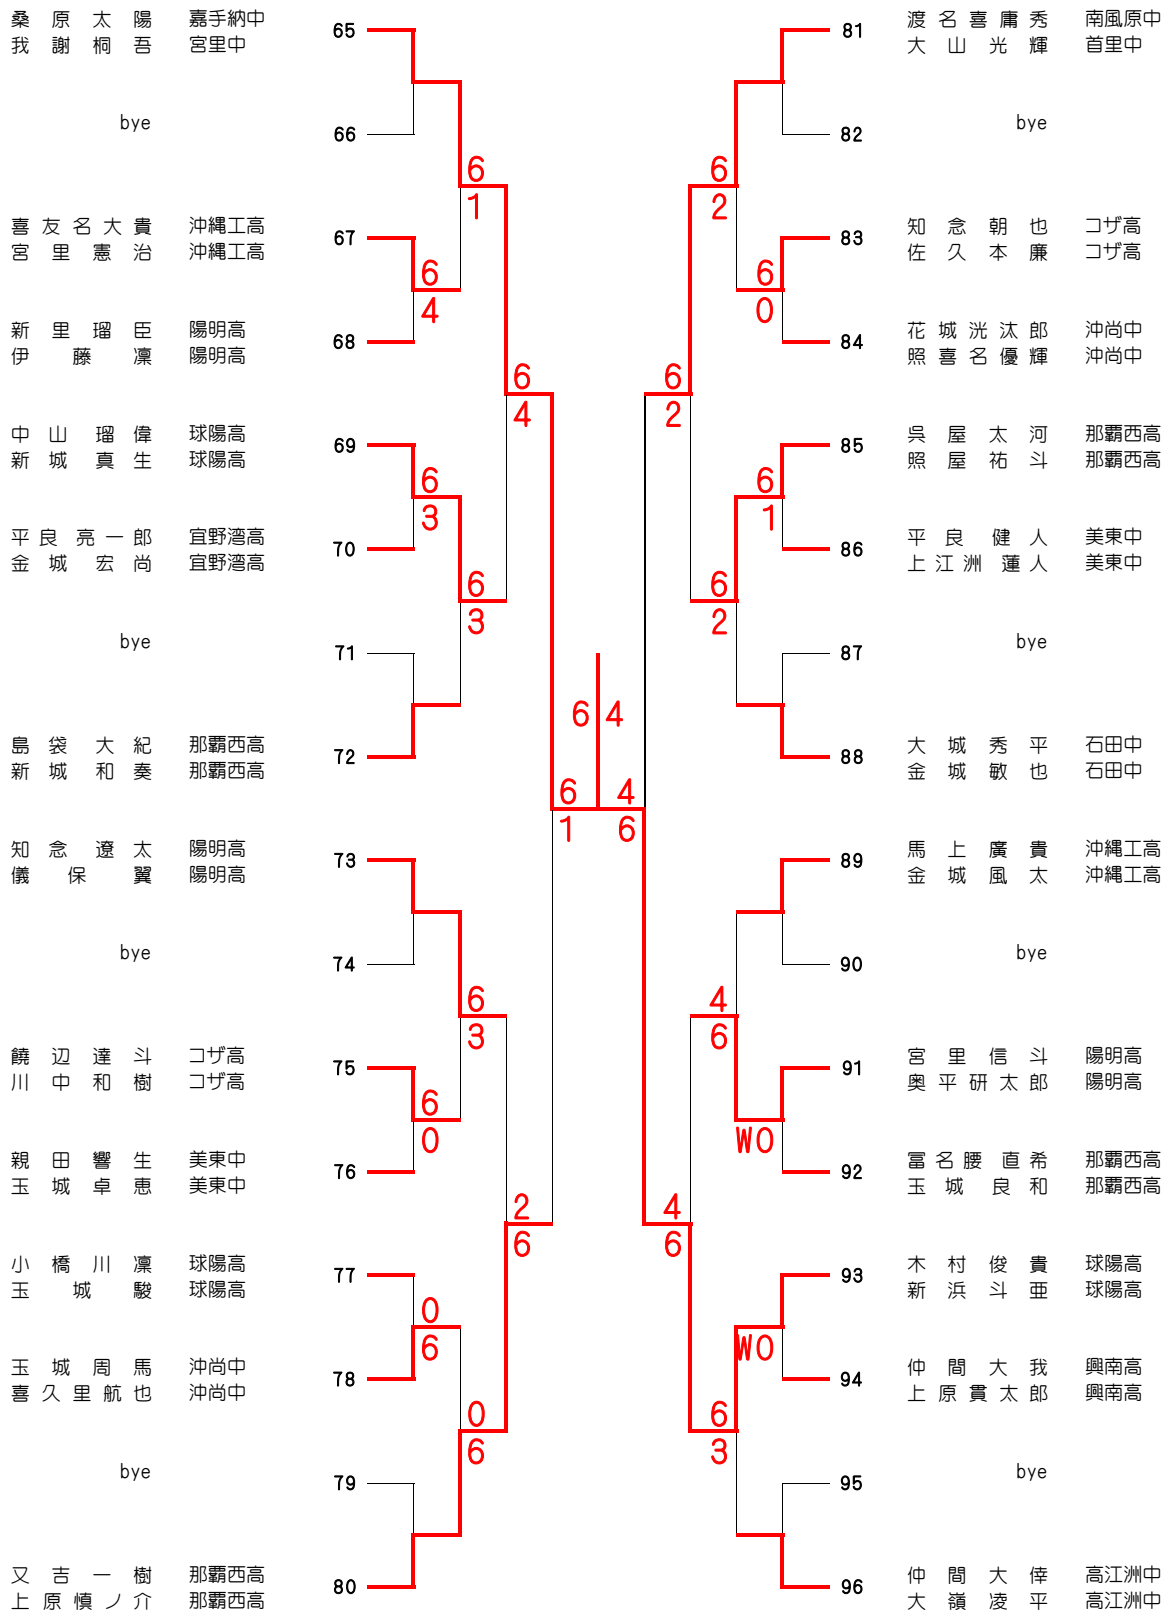 桑原太陽 嘉手納中
我謝桐吾 宮里中
65
bye
66
6
1
喜友名大貴 沖縄工高
宮里憲治 沖縄工高
67
6
4
新里瑠臣 陽明高
伊藤凜 陽明高
68
6
4
中山瑠偉 球陽高
新城真生 球陽高
69
6
3
平良亮一郎 宜野湾高
金城宏尚 宜野湾高
70
6
3
bye
71
島袋大紀 那覇西高
新城和奏 那覇西高
72
6
1
知念遼太 陽明高
儀保翼 陽明高
73
bye
74
6
3
饒辺達斗 コザ高
川中和樹 コザ高
75
6
0
親田響生 美東中
玉城卓恵 美東中
76
2
6
小橋川凜 球陽高
玉城駿 球陽高
77
0
6
玉城周馬 沖尚中
喜久里航也 沖尚中
78
0
6
bye
79
又吉一樹 那覇西高
上原慎ノ介 那覇西高
80
6 4
81
渡名喜庸秀 南風原中
大山光輝 首里中
82
bye
6
2
83
知念朝也 コザ高
佐久本廉 コザ高
6
0
84
花城洸汰郎 沖尚中
照喜名優輝 沖尚中
6
2
85
呉屋太河 那覇西高
照屋祐斗 那覇西高
6
1
86
平良健人 美東中
上江洲蓮人 美東中
6
2
87
bye
88
大城秀平 石田中
金城敏也 石田中
4
6
89
馬上廣貴 沖縄工高
金城風太 沖縄工高
90
bye
4
6
91
宮里信斗 陽明高
奥平研太郎 陽明高
WO
92
冨名腰直希 那覇西高
玉城良和 那覇西高
4
6
93
木村俊貴 球陽高
新浜斗亜 球陽高
WO
94
仲間大我 興南高
上原貫太郎 興南高
6
3
95
bye
96
仲間大倖 高江洲中
大嶺凌平 高江洲中